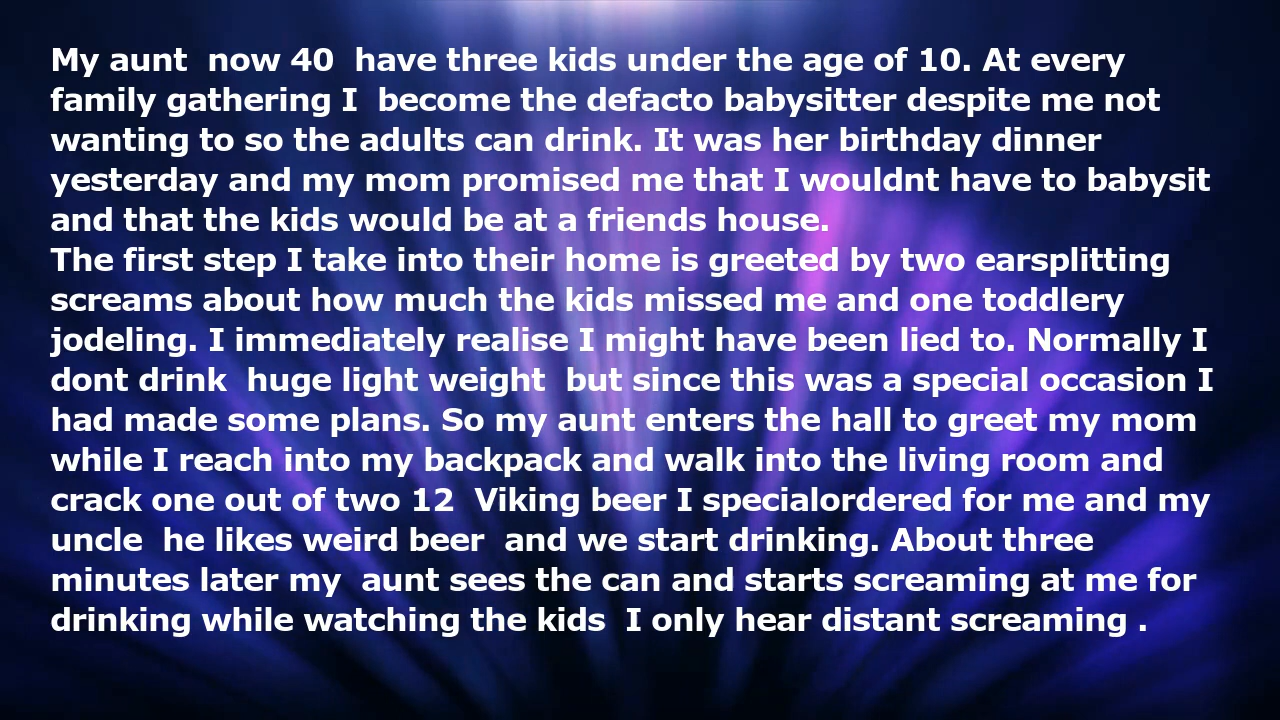 My aunt  now 40  have three kids under the age of 10. At every
family gathering I  become the defacto babysitter despite me not
wanting to so the adults can drink. It was her birthday dinner
yesterday and my mom promised me that I wouldnt have to babysit
and that the kids would be at a friends house.
The first step I take into their home is greeted by two earsplitting
screams about how much the kids missed me and one toddlery
jodeling. I immediately realise I might have been lied to. Normally I
dont drink  huge light weight  but since this was a special occasion I
had made some plans. So my aunt enters the hall to greet my mom
while I reach into my backpack and walk into the living room and
crack one out of two 12  Viking beer I specialordered for me and my
uncle  he likes weird beer  and we start drinking. About three
minutes later my  aunt sees the can and starts screaming at me for
drinking while watching the kids  I only hear distant screaming .